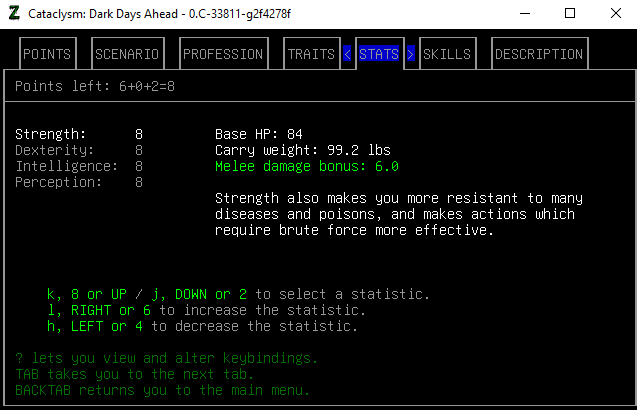 Cataclysm: Dark Days Ahead - 0.C-33811-g2f4278f
POINTS SCENARIO PROFESSION TRAITS < STATS > SKILLS DESCRIPTION
Points left: 6+0+2=8
Strength: 8 Base HP: 84
Dexterity: 8 Carry weight: 99.2 lbs
Intelligence: 8 Melee damage bonus: 6.0
Perception: 8
Strength also makes you more resistant to many
diseases and poisons, and makes actions which
require brute force more effective.
k, 8 or UP / j, DOWN or 2 to select a statistic.
l, RIGHT or 6 to increase the statistic.
h, LEFT or 4 to decrease the statistic.
? lets you view and alter keybindings.
TAB takes you to the next tab.
BACKTAB returns you to the main menu.